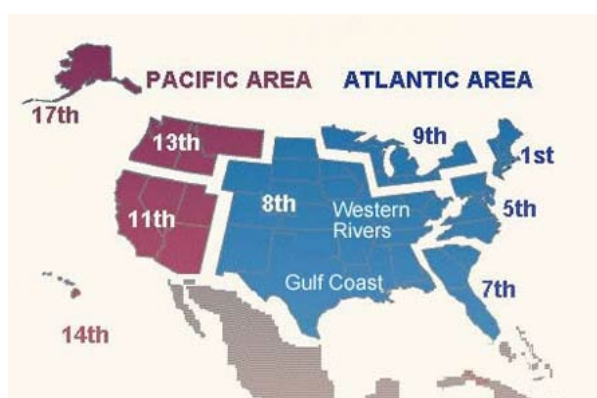 PACIFIC AREA
ATLANTIC AREA
17th
13th
9th
1st
11th
8th
Western
Rivers
5th
Gulf Coast
7th
14th